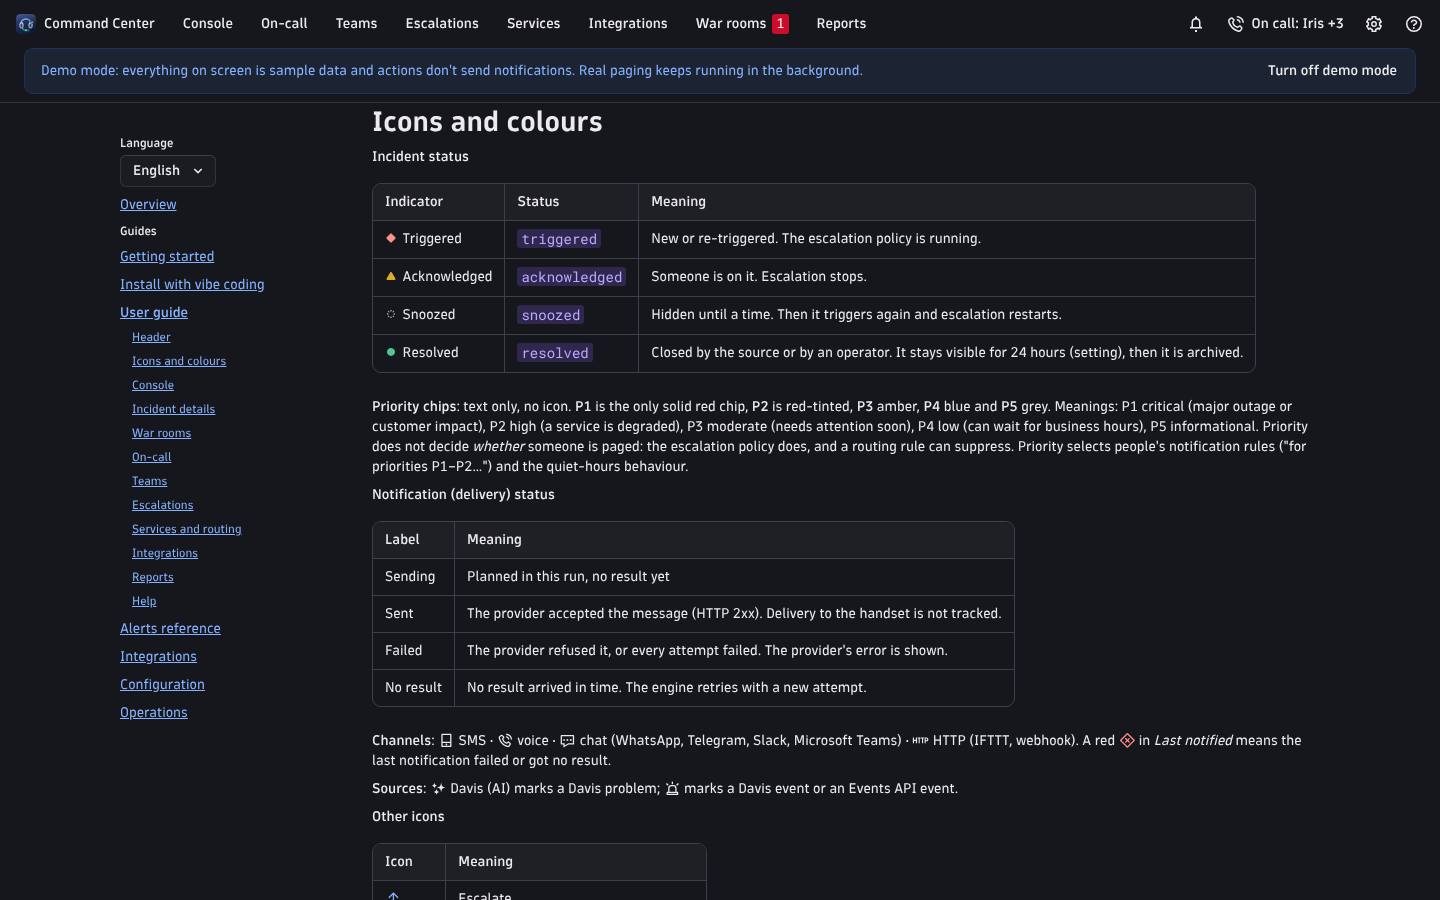 Command Center Console On-call Teams Escalations Services Integrations War rooms 1 Reports On call: Iris +3
Demo mode: everything on screen is sample data and actions don't send notifications. Real paging keeps running in the background. Turn off demo mode
Language
English
Overview
Guides
Getting started
Install with vibe coding
User guide
Header
Icons and colours
Console
Incident details
War rooms
On-call
Teams
Escalations
Services and routing
Integrations
Reports
Help
Alerts reference
Integrations
Configuration
Operations
Icons and colours
Incident status
Indicator Status Meaning
Triggered triggered New or re-triggered. The escalation policy is running.
Acknowledged acknowledged Someone is on it. Escalation stops.
Snoozed snoozed Hidden until a time. Then it triggers again and escalation restarts.
Resolved resolved Closed by the source or by an operator. It stays visible for 24 hours (setting), then it is archived.
Priority chips: text only, no icon. P1 is the only solid red chip, P2 is red-tinted, P3 amber, P4 blue and P5 grey. Meanings: P1 critical (major outage or
customer impact), P2 high (a service is degraded), P3 moderate (needs attention soon), P4 low (can wait for business hours), P5 informational. Priority
does not decide whether someone is paged: the escalation policy does, and a routing rule can suppress. Priority selects people's notification rules ("for
priorities P1–P2…") and the quiet-hours behaviour.
Notification (delivery) status
Label Meaning
Sending Planned in this run, no result yet
Sent The provider accepted the message (HTTP 2xx). Delivery to the handset is not tracked.
Failed The provider refused it, or every attempt failed. The provider's error is shown.
No result No result arrived in time. The engine retries with a new attempt.
Channels: SMS · voice · chat (WhatsApp, Telegram, Slack, Microsoft Teams) · HTTP HTTP (IFTTT, webhook). A red in Last notified means the
last notification failed or got no result.
Sources: Davis (AI) marks a Davis problem; marks a Davis event or an Events API event.
Other icons
Icon Meaning
Escalate